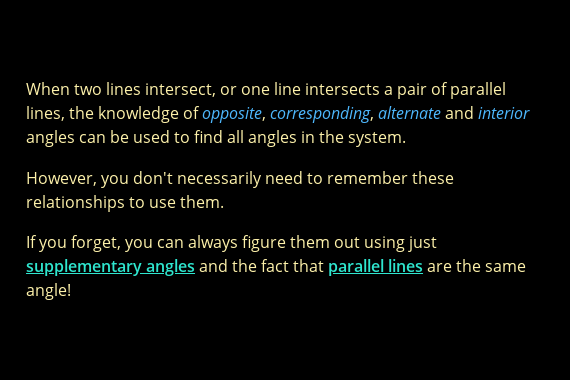 When two lines intersect, or one line intersects a pair of parallel
lines, the knowledge of opposite, corresponding, alternate and interior
angles can be used to find all angles in the system.
However, you don't necessarily need to remember these
relationships to use them.
If you forget, you can always figure them out using just
supplementary angles and the fact that parallel lines are the same
angle!